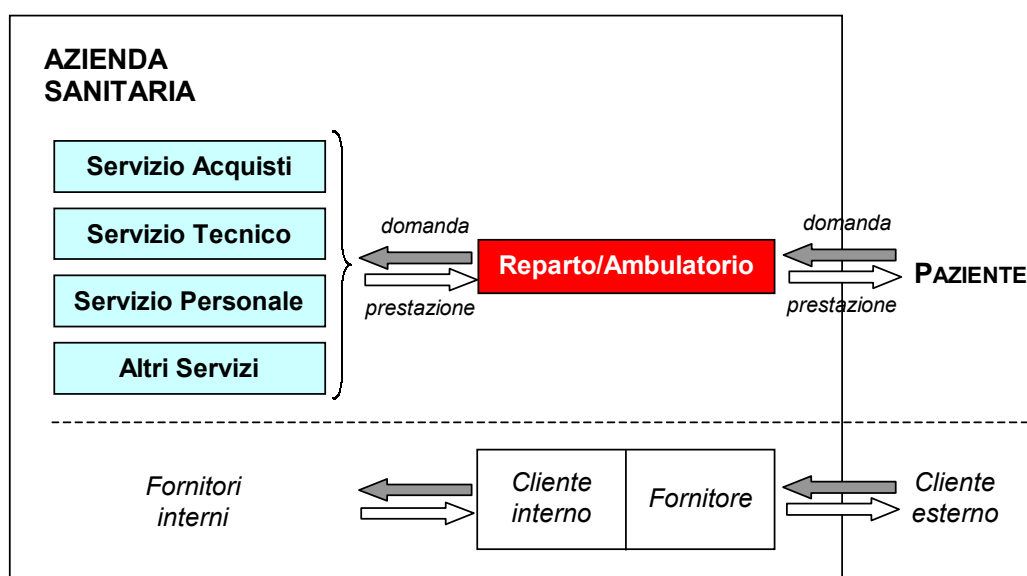 AZIENDA
SANITARIA
Servizio Acquisti
Servizio Tecnico
Servizio Personale
Altri Servizi
domanda
prestazione
Reparto/Ambulatorio
domanda
prestazione
PAZIENTE
Fornitori
interni
Cliente
interno
Fornitore
Cliente
esterno